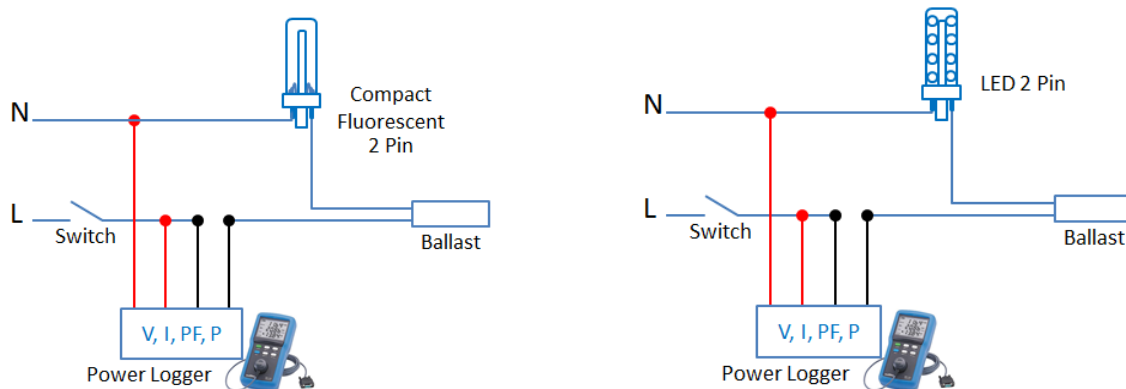 Compact
Fluorescent
2 Pin
N
L
Switch
Ballast
V, I, PF, P
Power Logger
LED 2 Pin
N
L
Switch
Ballast
V, I, PF, P
Power Logger